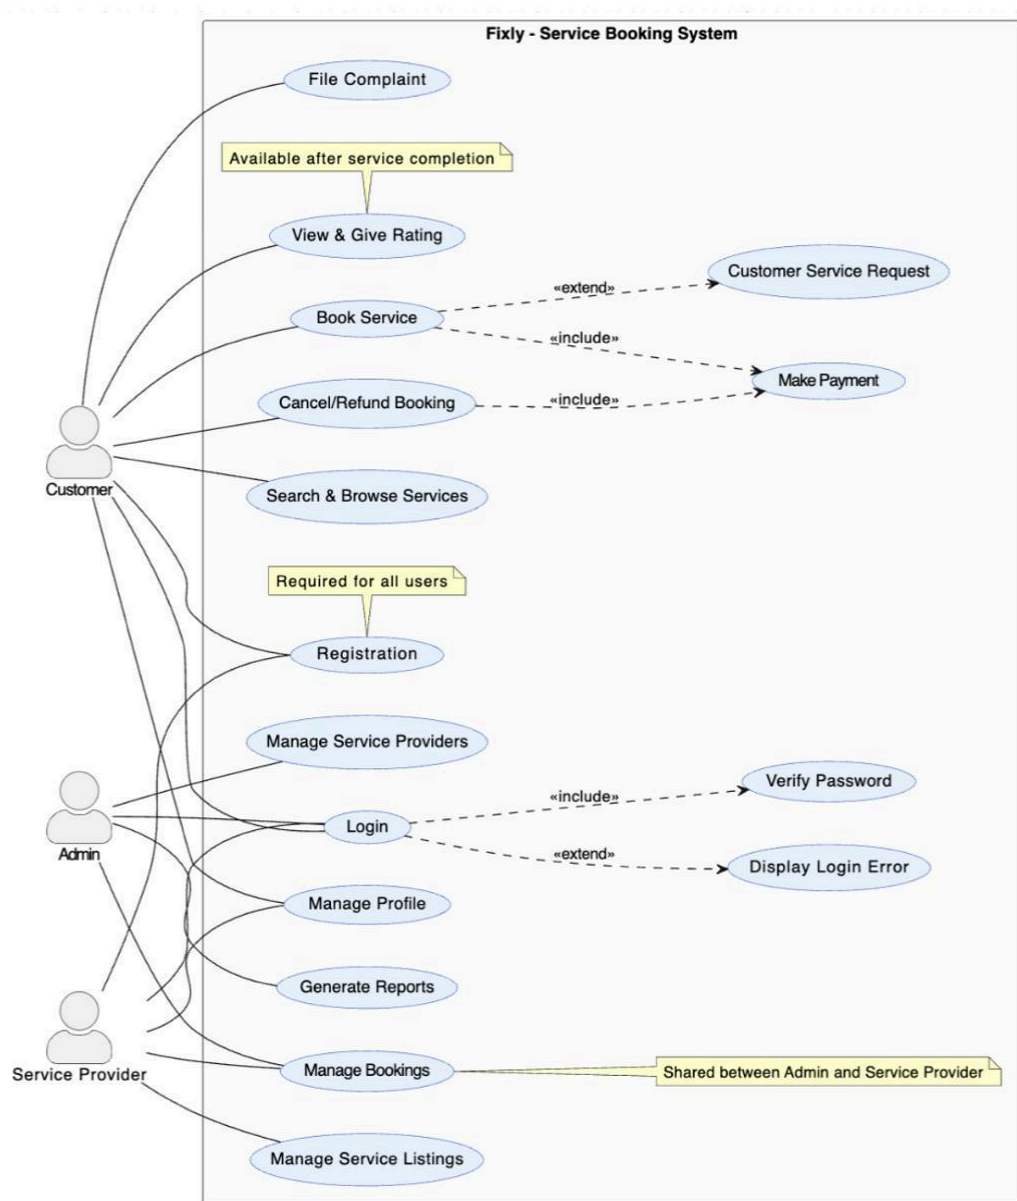 Fixly - Service Booking System
File Complaint
Available after service completion
View & Give Rating
Customer Service Request
«extend»
Book Service
«include»
Make Payment
Cancel/Refund Booking
«include»
Customer
Search & Browse Services
Required for all users
Registration
Manage Service Providers
Verify Password
«include»
Login
Admin
«extend»
Display Login Error
Manage Profile
Generate Reports
Service Provider
Manage Bookings
Shared between Admin and Service Provider
Manage Service Listings